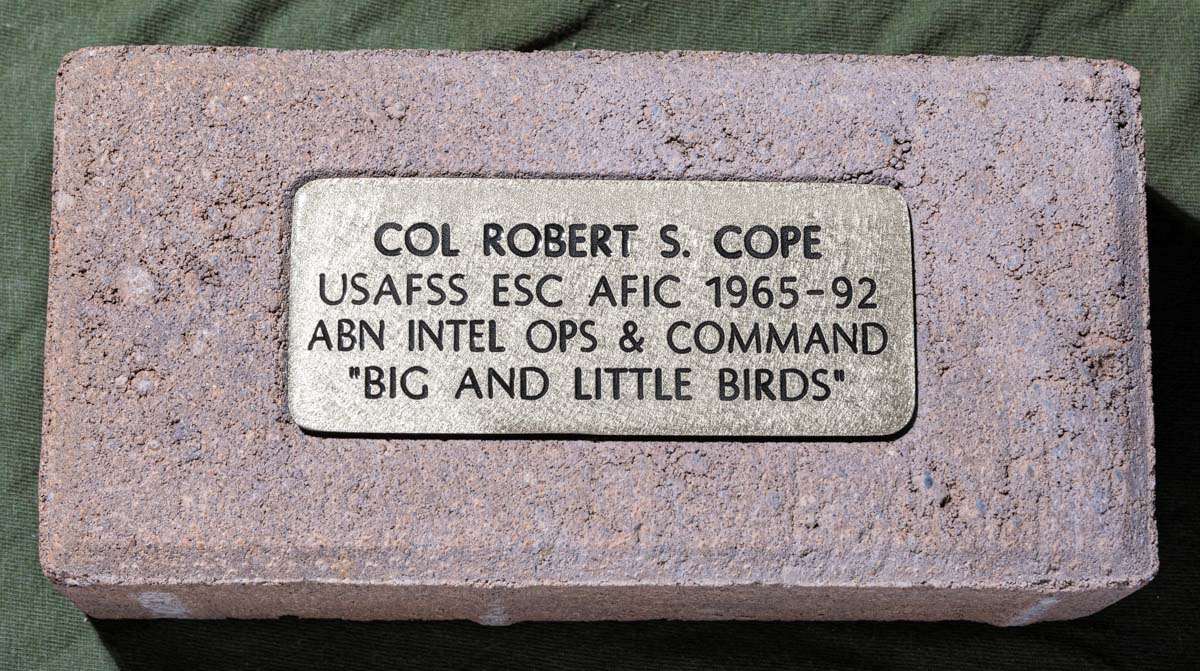 COL ROBERT S. COPE
USAFSS ESC AFIC 1965-92
ABN INTEL OPS & COMMAND
"BIG AND LITTLE BIRDS"